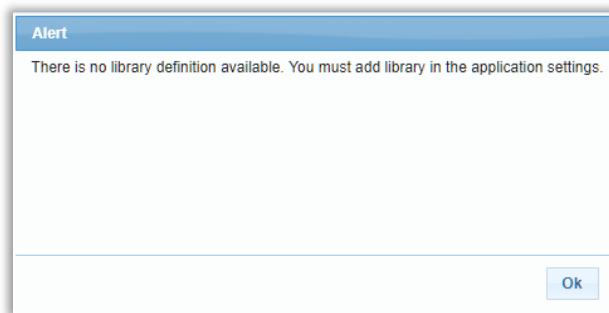 Alert
There is no library definition available. You must add library in the application settings.
Ok